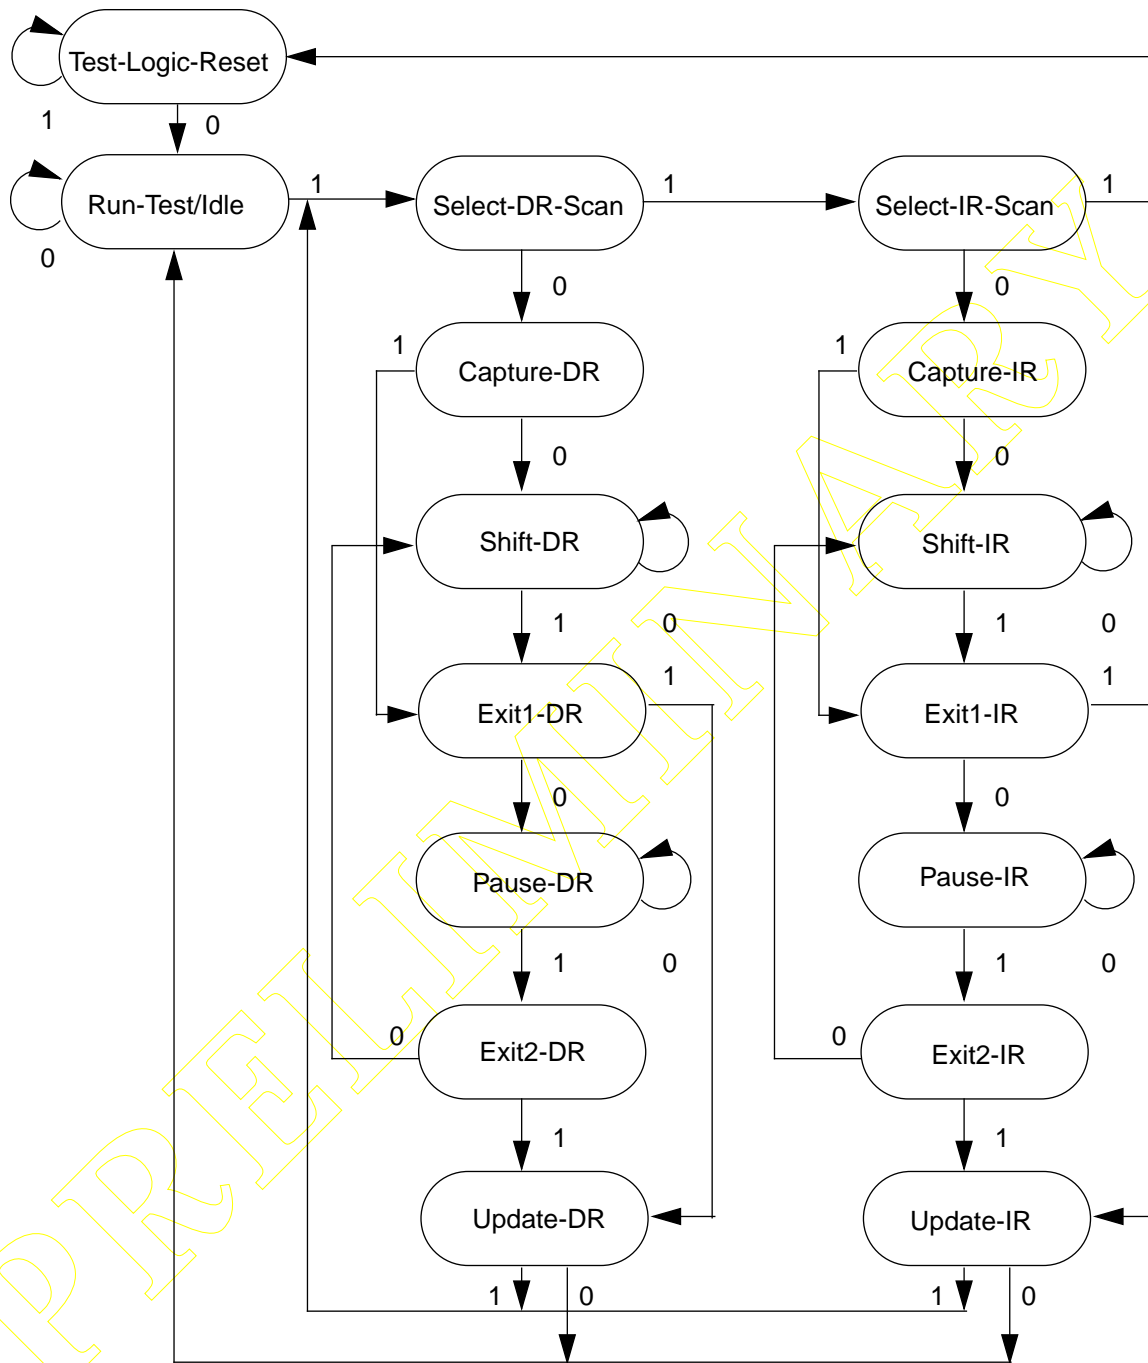 Test-Logic-Reset
1
0
Run-Test/Idle
0
1
Select-DR-Scan
1
Select-IR-Scan
1
0
0
1
Capture-DR
1
Capture-IR
0
0
Shift-DR
Shift-IR
1
0
1
0
Exit1-DR
1
Exit1-IR
1
0
0
Pause-DR
Pause-IR
1
0
1
0
0
Exit2-DR
0
Exit2-IR
1
1
Update-DR
Update-IR
1
0
1
0
PRELIMINARY